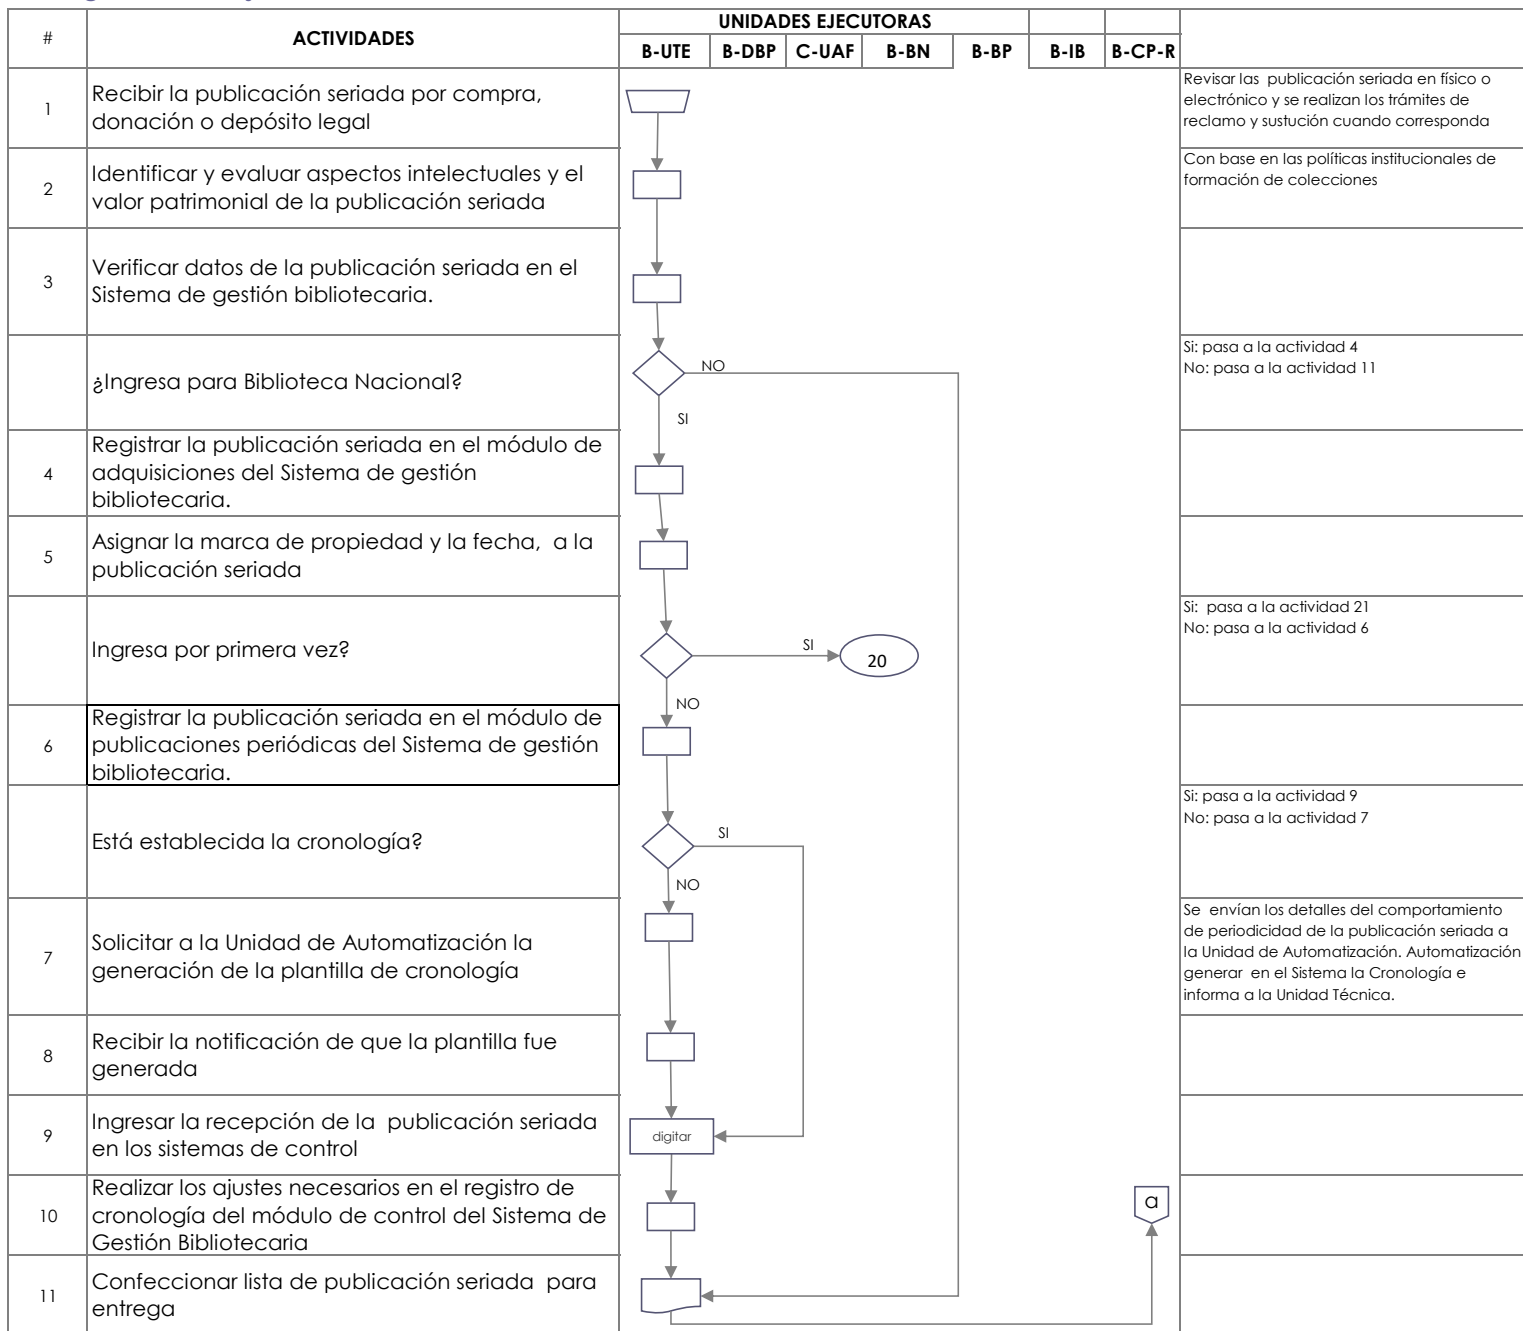 # ACTIVIDADES UNIDADES EJECUTORAS
B-UTE B-DBP C-UAF B-BN B-BP B-IB B-CP-R
1
Recibir la publicación seriada por compra,
donación o depósito legal
Revisar las publicación seriada en físico o
electrónico y se realizan los trámites de
reclamo y sustución cuando corresponda
2
Identificar y evaluar aspectos intelectuales y el
valor patrimonial de la publicación seriada
Con base en las políticas institucionales de
formación de colecciones
3
Verificar datos de la publicación seriada en el
Sistema de gestión bibliotecaria.
¿Ingresa para Biblioteca Nacional?
NO
SI
Si: pasa a la actividad 4
No: pasa a la actividad 11
4
Registrar la publicación seriada en el módulo de
adquisiciones del Sistema de gestión
bibliotecaria.
5
Asignar la marca de propiedad y la fecha, a la
publicación seriada
Ingresa por primera vez?
SI
20
NO
Si: pasa a la actividad 21
No: pasa a la actividad 6
6
Registrar la publicación seriada en el módulo de
publicaciones periódicas del Sistema de gestión
bibliotecaria.
Está establecida la cronología?
SI
NO
Si: pasa a la actividad 9
No: pasa a la actividad 7
7
Solicitar a la Unidad de Automatización la
generación de la plantilla de cronología
Se envían los detalles del comportamiento
de periodicidad de la publicación seriada a
la Unidad de Automatización. Automatización
generar en el Sistema la Cronología e
informa a la Unidad Técnica.
8
Recibir la notificación de que la plantilla fue
generada
9
Ingresar la recepción de la publicación seriada
en los sistemas de control
digitar
10
Realizar los ajustes necesarios en el registro de
cronología del módulo de control del Sistema de
Gestión Bibliotecaria
a
11
Confeccionar lista de publicación seriada para
entrega